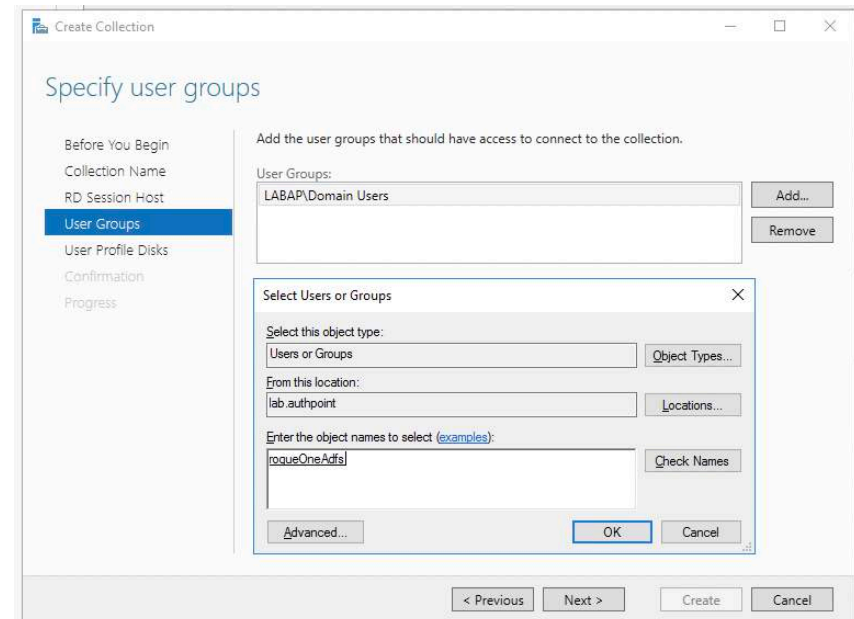 Create Collection
Specify user groups
Before You Begin
Collection Name
RD Session Host
User Groups
User Profile Disks
Confirmation
Progress
Add the user groups that should have access to connect to the collection.
User Groups:
LABAP\Domain Users
Add...
Remove
Select Users or Groups
Select this object type:
Users or Groups
Object Types...
From this location:
lab.authpoint
Locations...
Enter the object names to select (examples):
rogueOneAdfs
Check Names
Advanced...
OK
Cancel
< Previous
Next >
Create
Cancel